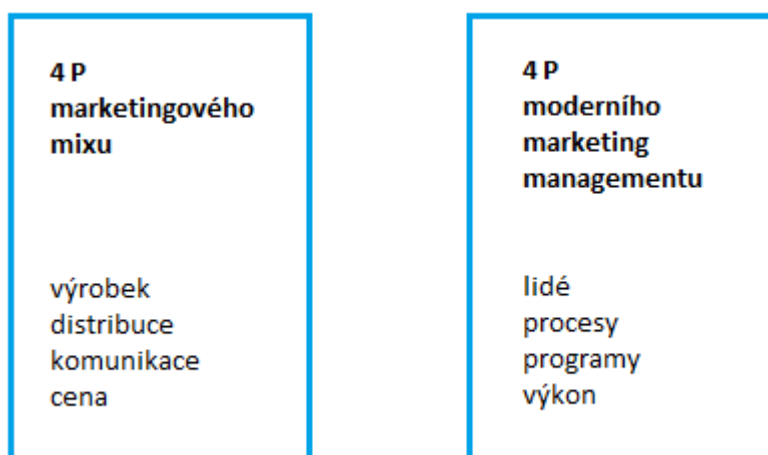 4 P
marketingového
mixu
výrobek
distribuce
komunikace
cena
4 P
moderního
marketing
managementu
lidé
procesy
programy
výkon